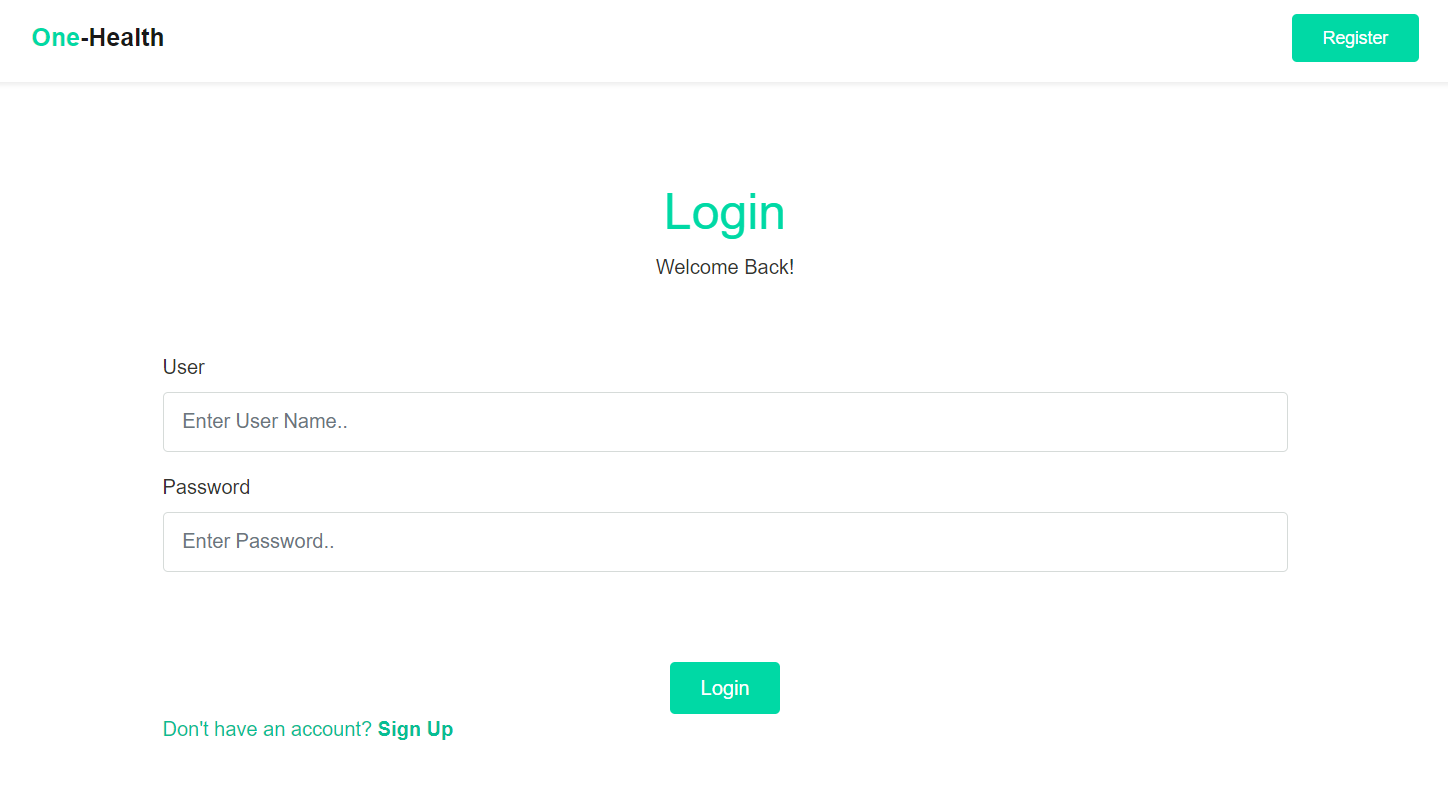 One-Health
Register
Login
Welcome Back!
User
Enter User Name..
Password
Enter Password..
Login
Don't have an account? Sign Up